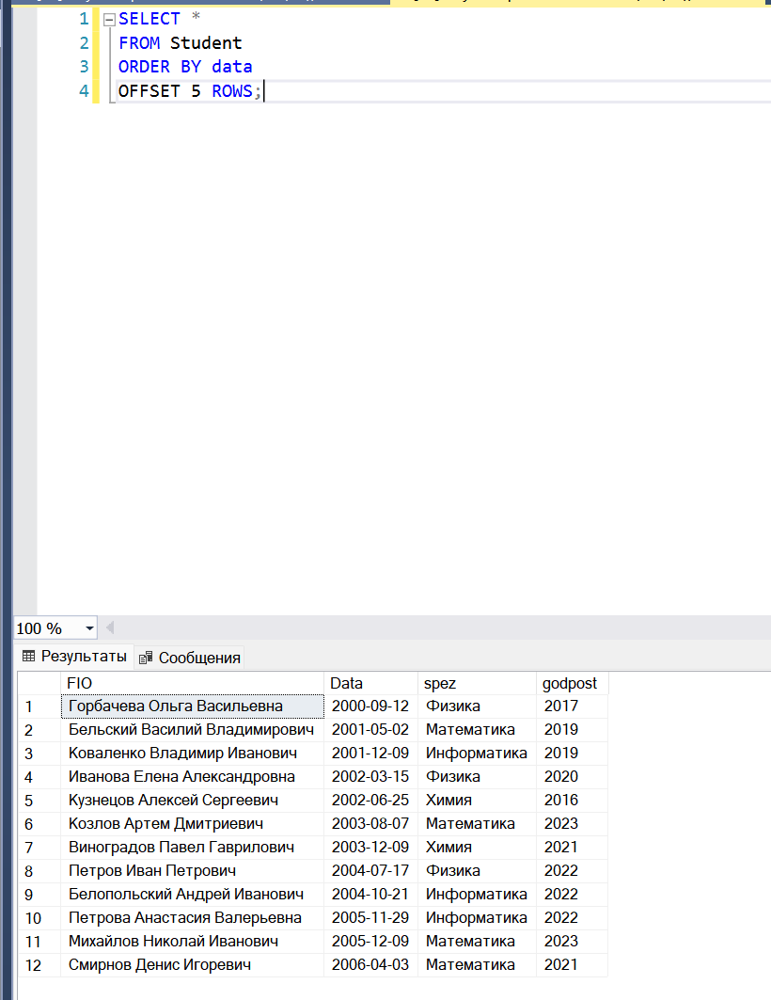 1 SELECT *
2 FROM Student
3 ORDER BY data
4 OFFSET 5 ROWS;
100 %
Результаты Сообщения
FIO Data spez godpost
1 Горбачева Ольга Васильевна 2000-09-12 Физика 2017
2 Бельский Василий Владимирович 2001-05-02 Математика 2019
3 Коваленко Владимир Иванович 2001-12-09 Информатика 2019
4 Иванова Елена Александровна 2002-03-15 Физика 2020
5 Кузнецов Алексей Сергеевич 2002-06-25 Химия 2016
6 Козлов Артем Дмитриевич 2003-08-07 Математика 2023
7 Виноградов Павел Гаврилович 2003-12-09 Химия 2021
8 Петров Иван Петрович 2004-07-17 Физика 2022
9 Белопольский Андрей Иванович 2004-10-21 Информатика 2022
10 Петрова Анастасия Валерьевна 2005-11-29 Информатика 2022
11 Михайлов Николай Иванович 2005-12-09 Математика 2023
12 Смирнов Денис Игоревич 2006-04-03 Математика 2021